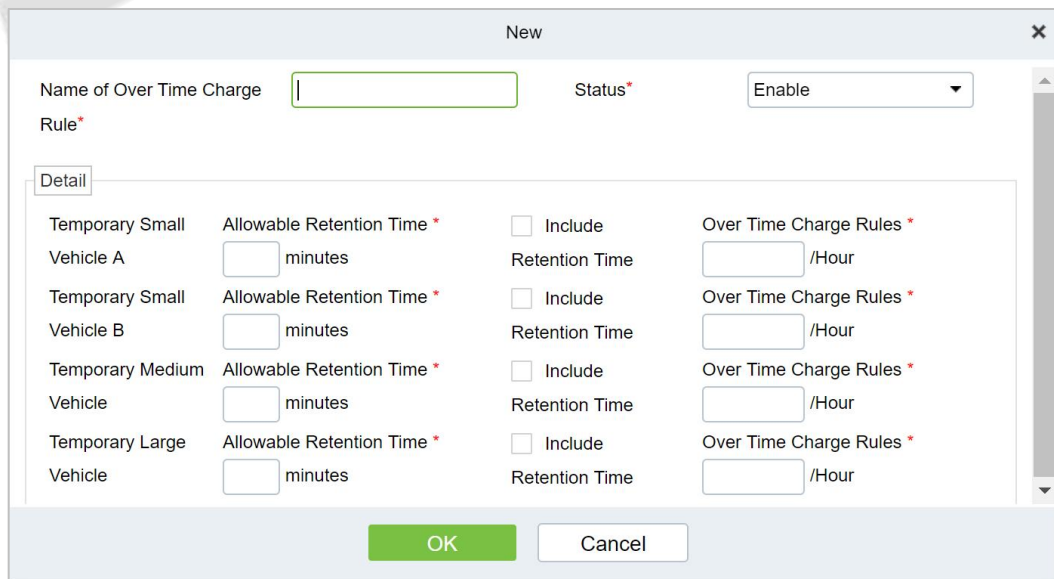 New
Name of Over Time Charge Rule*
Status*
Enable
Detail
Temporary Small Vehicle A
Allowable Retention Time *
minutes
Include Retention Time
Over Time Charge Rules *
/Hour
Temporary Small Vehicle B
Allowable Retention Time *
minutes
Include Retention Time
Over Time Charge Rules *
/Hour
Temporary Medium Vehicle
Allowable Retention Time *
minutes
Include Retention Time
Over Time Charge Rules *
/Hour
Temporary Large Vehicle
Allowable Retention Time *
minutes
Include Retention Time
Over Time Charge Rules *
/Hour
OK
Cancel